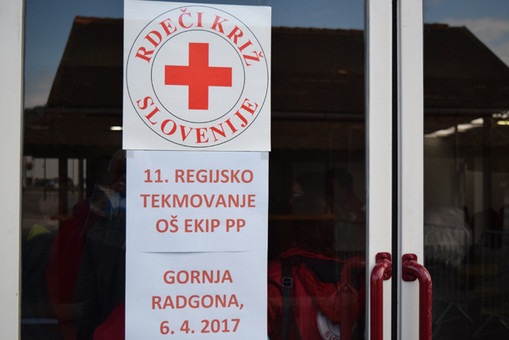 RDEČI KRIŽ
SLOVENIJE
11. REGIJSKO
TEKMOVANJE
OŠ EKIP PP
GORNJA
RADGONA,
6. 4. 2017